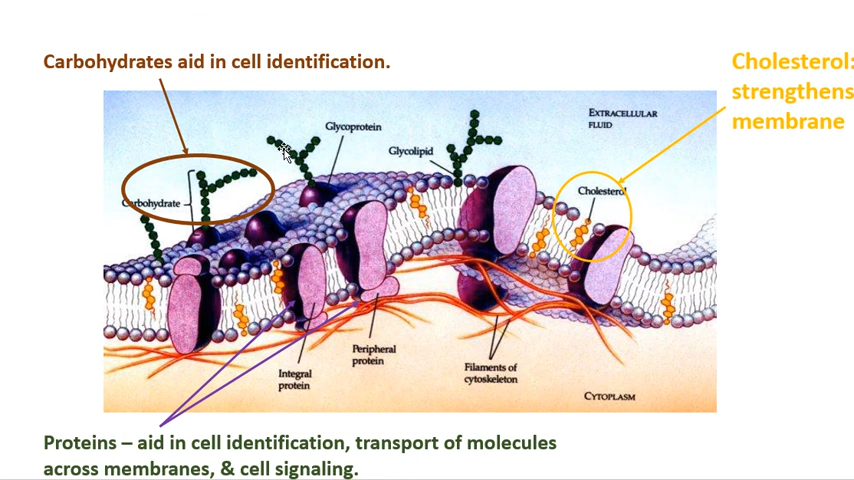 Carbohydrates aid in cell identification.
Cholesterol:
strengthens
membrane
EXTRACELLULAR
FLUID
Glycoprotein
Glycolipid
Carbohydrate
Cholesterol
Peripheral
protein
Integral
protein
Filaments of
cytoskeleton
CYTOPLASM
Proteins – aid in cell identification, transport of molecules
across membranes, & cell signaling.